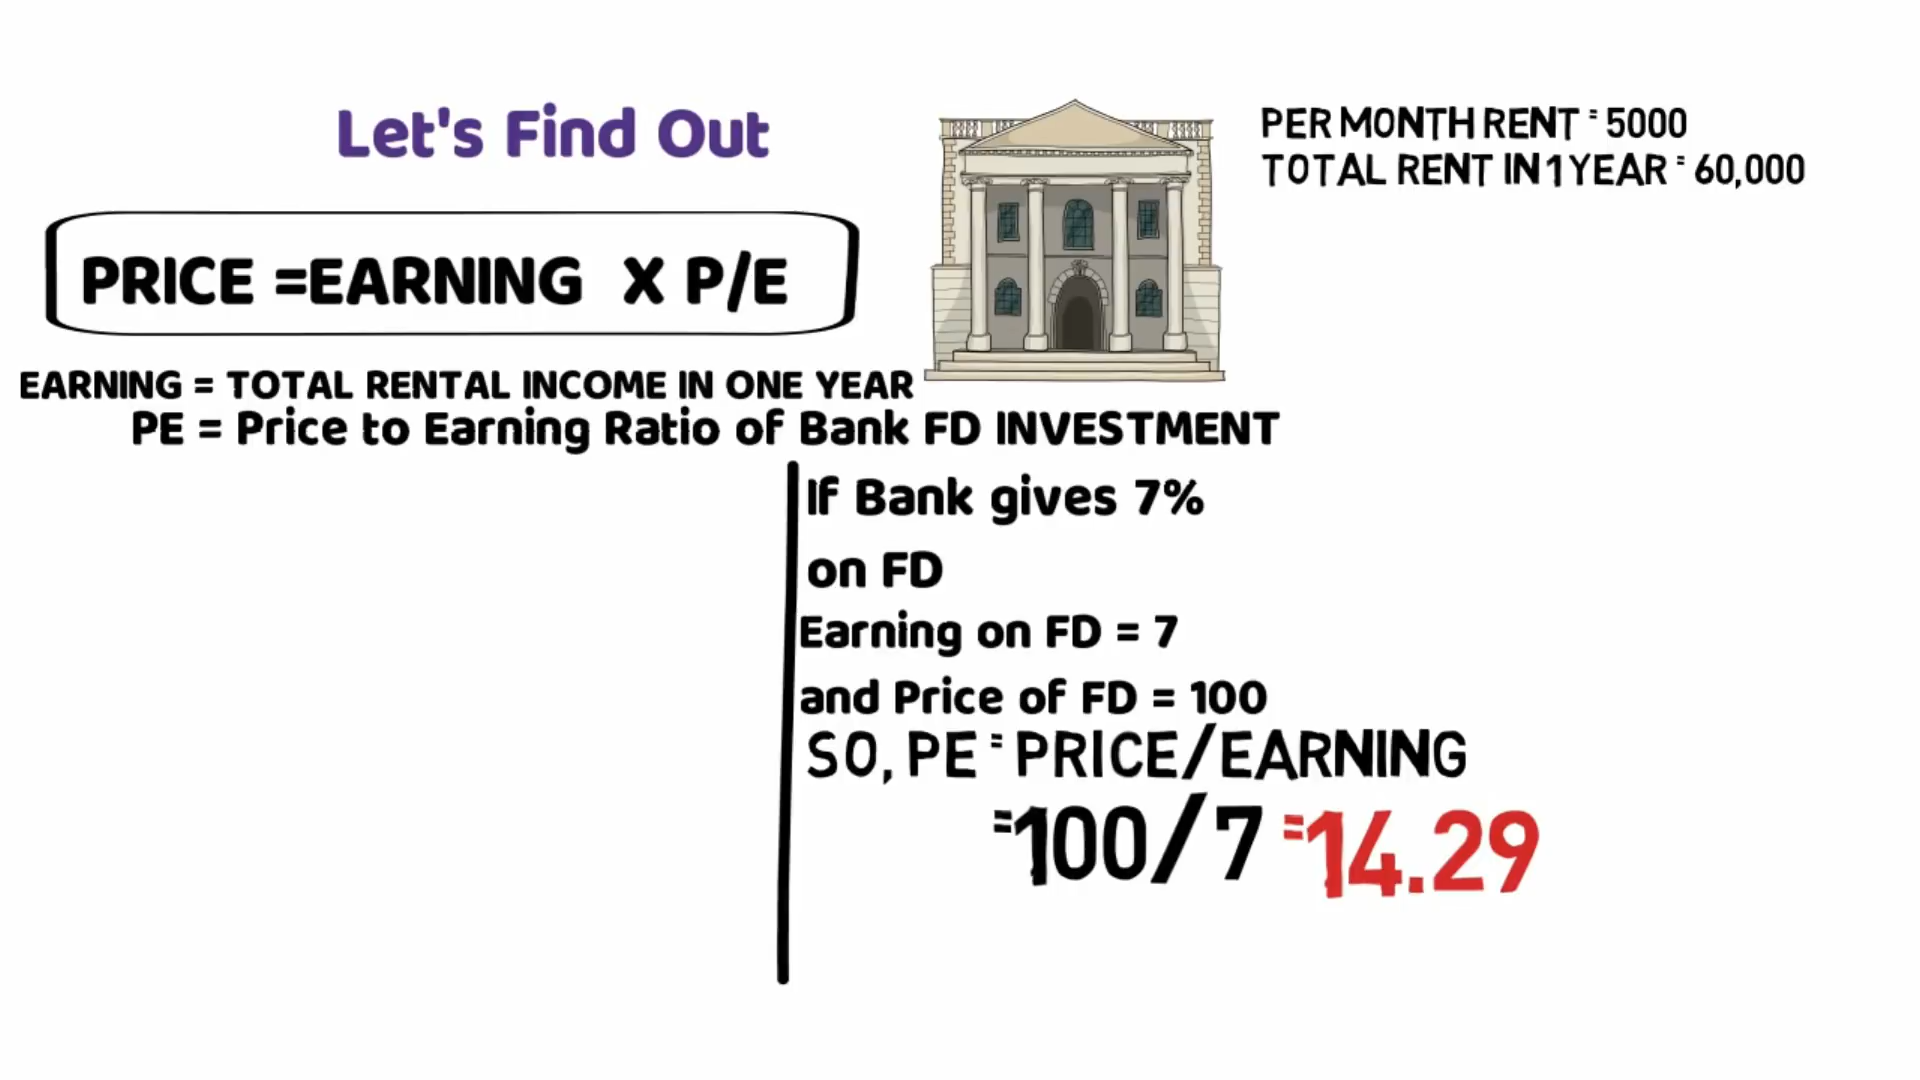 Let's Find Out
PER MONTH RENT = 5000
TOTAL RENT IN 1 YEAR = 60,000
PRICE =EARNING X P/E
EARNING = TOTAL RENTAL INCOME IN ONE YEAR
PE = Price to Earning Ratio of Bank FD INVESTMENT
If Bank gives 7%
on FD
Earning on FD = 7
and Price of FD = 100
SO, PE = PRICE/EARNING
=100/7 =14.29